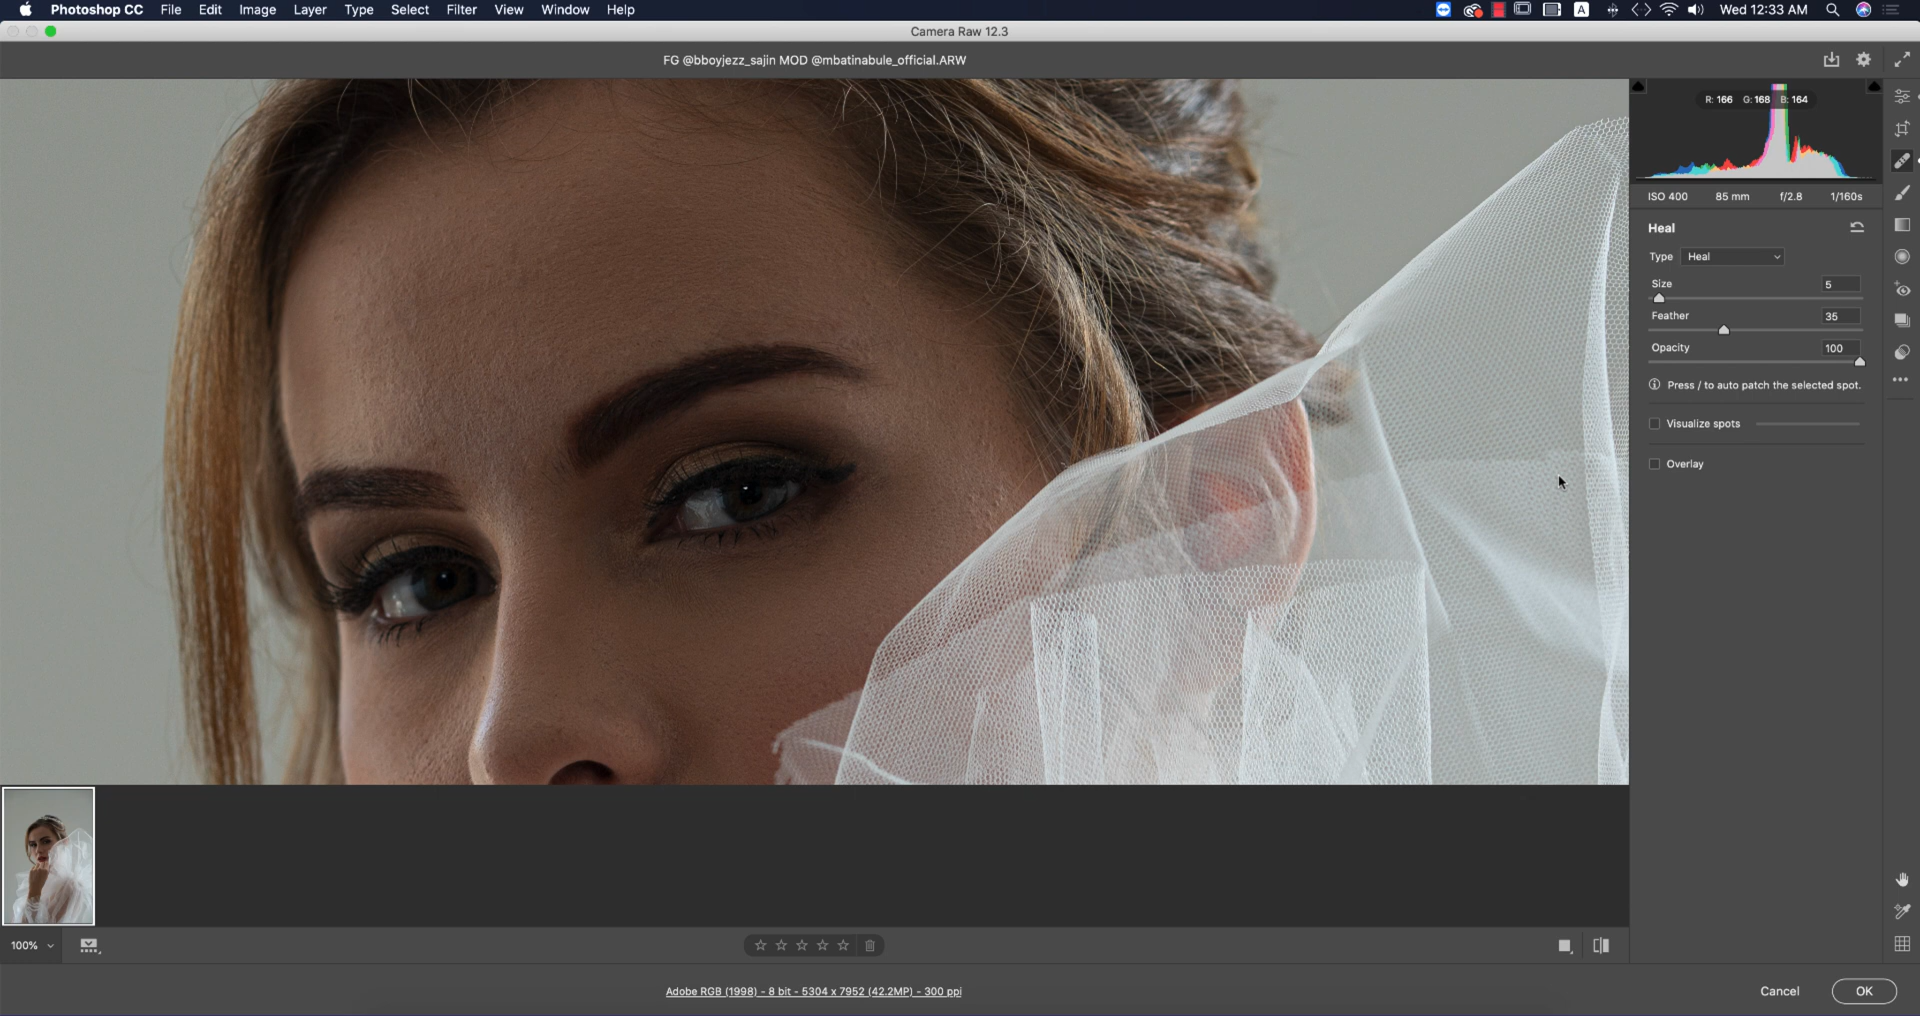 Photoshop CC File Edit Image Layer Type Select Filter View Window Help A Wed 12:33 AM
Camera Raw 12.3
FG @bboyjezz_sajin MOD @mbatinabule_official.ARW
R: 166 G: 168 B: 164
ISO 400 85 mm f/2.8 1/160s
Heal
Type Heal
Size 5
Feather 35
Opacity 100
Press / to auto patch the selected spot.
Visualize spots
Overlay
100%
Adobe RGB (1998) - 8 bit - 5304 x 7952 (42.2MP) - 300 ppi
Cancel OK